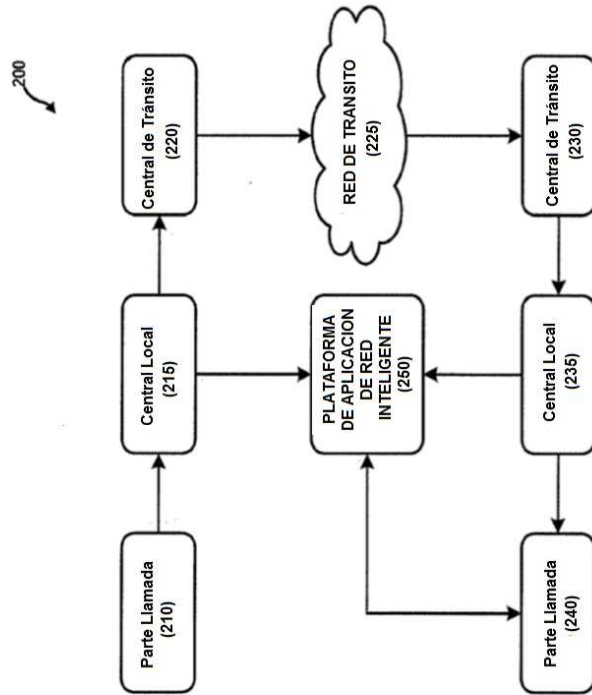 200
Parte Llamada
(210)
Central Local
(215)
Central de Tránsito
(220)
PLATAFORMA
DE APLICACION
DE RED
INTELIGENTE
(250)
RED DE TRANSITO
(225)
Parte Llamada
(240)
Central Local
(235)
Central de Tránsito
(230)